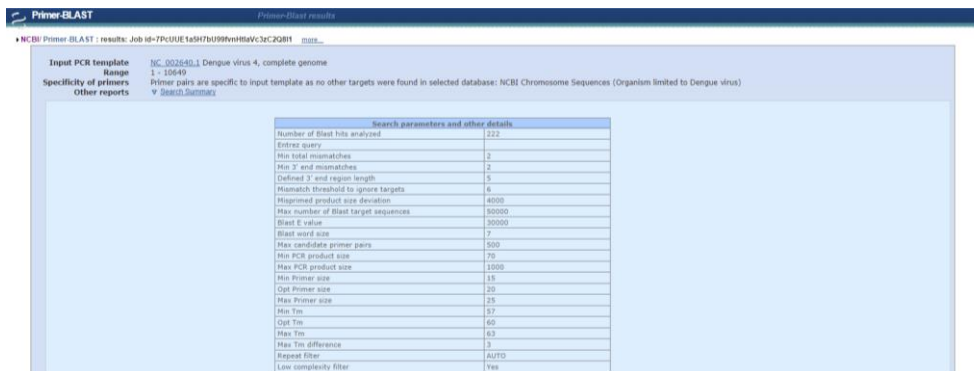 Primer-BLAST Primer-Blast results
NCBI/ Primer-BLAST : results: more...
Input PCR template NC_002640.1 Dengue virus 4, complete genome
Range 1 - 10649
Specificity of primers Primer pairs are specific to input template as no other targets were found in selected database: NCBI Chromosome Sequences (Organism limited to Dengue virus)
Other reports Search Summary
Search parameters and other details
Number of Blast hits analyzed 222
Entrez query
Min total mismatches 2
Min 3' end mismatches 2
Defined 3' end region length 5
Mismatch threshold to ignore targets 6
Misprimed product size deviation 4000
Max number of Blast target sequences 50000
Blast E value 30000
Blast word size 7
Max candidate primer pairs 500
Min PCR product size 70
Max PCR product size 1000
Min Primer size 15
Opt Primer size 20
Max Primer size 25
Min Tm 57
Opt Tm 60
Max Tm 63
Max Tm difference 3
Repeat filter AUTO
Low complexity filter Yes